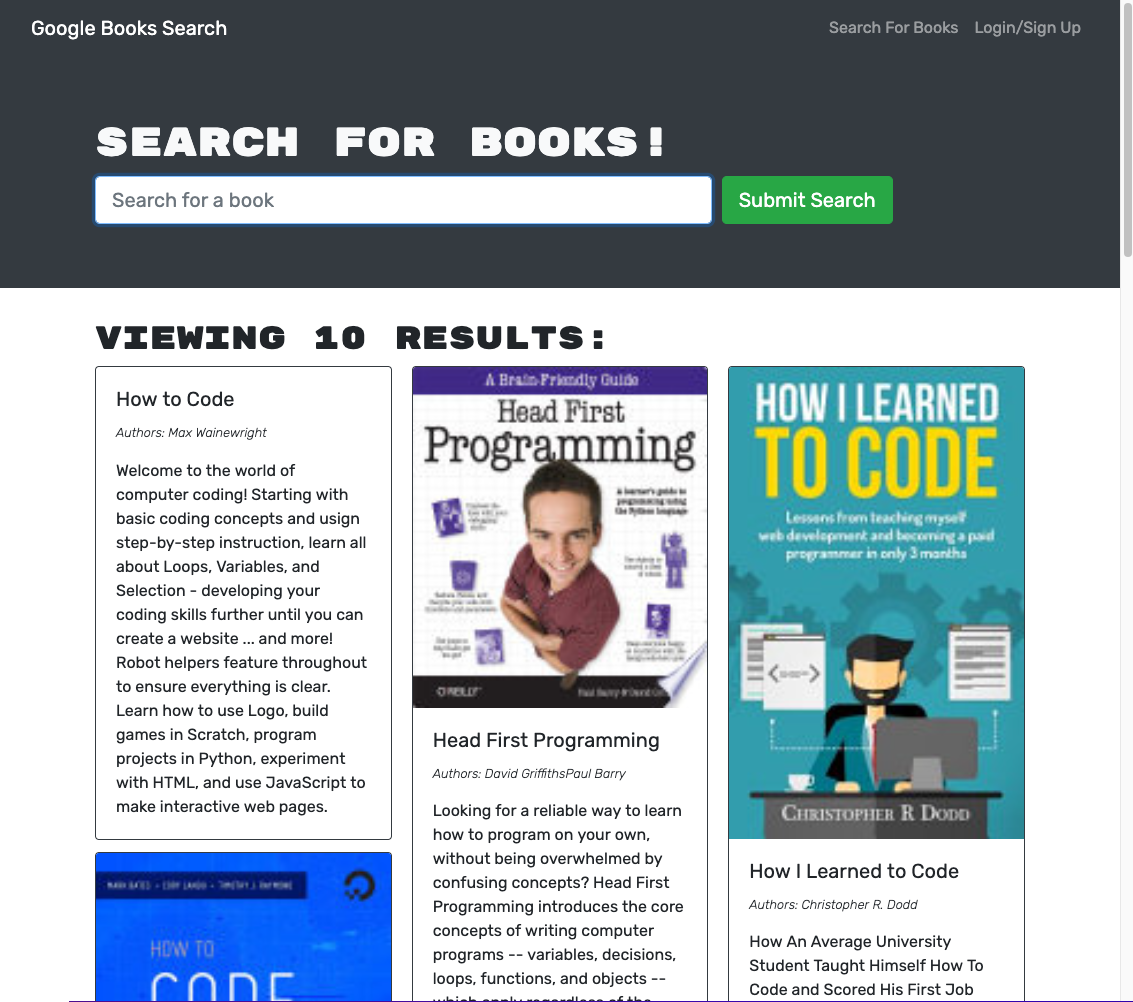 Google Books Search
Search For Books
Login/Sign Up
SEARCH FOR BOOKS!
Search for a book
Submit Search
VIEWING 10 RESULTS:
How to Code
Authors: Max Wainewright
Welcome to the world of
computer coding! Starting with
basic coding concepts and usign
step-by-step instruction, learn all
about Loops, Variables, and
Selection - developing your
coding skills further until you can
create a website ... and more!
Robot helpers feature throughout
to ensure everything is clear.
Learn how to use Logo, build
games in Scratch, program
projects in Python, experiment
with HTML, and use JavaScript to
make interactive web pages.
HOW TO
CODE
A Brain-Friendly Guide
Head First
Programming
A learner's guide to
programming using
the Python language
O'REILLY
Paul Barry & David
Head First Programming
Authors: David GriffithsPaul Barry
Looking for a reliable way to learn
how to program on your own,
without being overwhelmed by
confusing concepts? Head First
Programming introduces the core
concepts of writing computer
programs -- variables, decisions,
loops, functions, and objects --
which apply regardless of the
HOW I LEARNED
TO CODE
Lessons from teaching myself
web development and becoming a paid
programmer in only 3 months
CHRISTOPHER R DODD
How I Learned to Code
Authors: Christopher R. Dodd
How An Average University
Student Taught Himself How To
Code and Scored His First Job